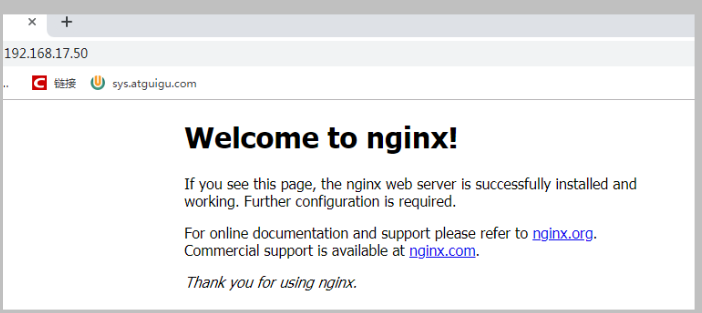 × +
192.168.17.50
.. C 链接 sys.atguigu.com
Welcome to nginx!
If you see this page, the nginx web server is successfully installed and
working. Further configuration is required.
For online documentation and support please refer to nginx.org.
Commercial support is available at nginx.com.
Thank you for using nginx.